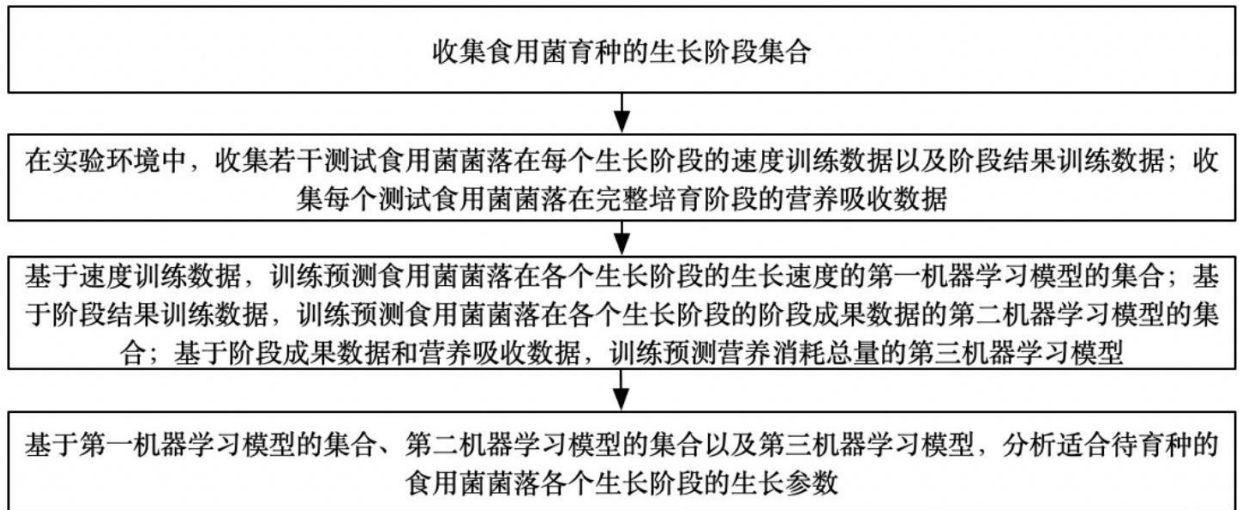 收集食用菌育种的生长阶段集合
在实验环境中，收集若干测试食用菌菌落在每个生长阶段的速度训练数据以及阶段结果训练数据；收
集每个测试食用菌菌落在完整培育阶段的营养吸收数据
基于速度训练数据，训练预测食用菌菌落在各个生长阶段的生长速度的第一机器学习模型的集合；基
于阶段结果训练数据，训练预测食用菌菌落在各个生长阶段的阶段成果数据的第二机器学习模型的集
合；基于阶段成果数据和营养吸收数据，训练预测营养消耗总量的第三机器学习模型
基于第一机器学习模型的集合、第二机器学习模型的集合以及第三机器学习模型，分析适合待育种的
食用菌菌落各个生长阶段的生长参数